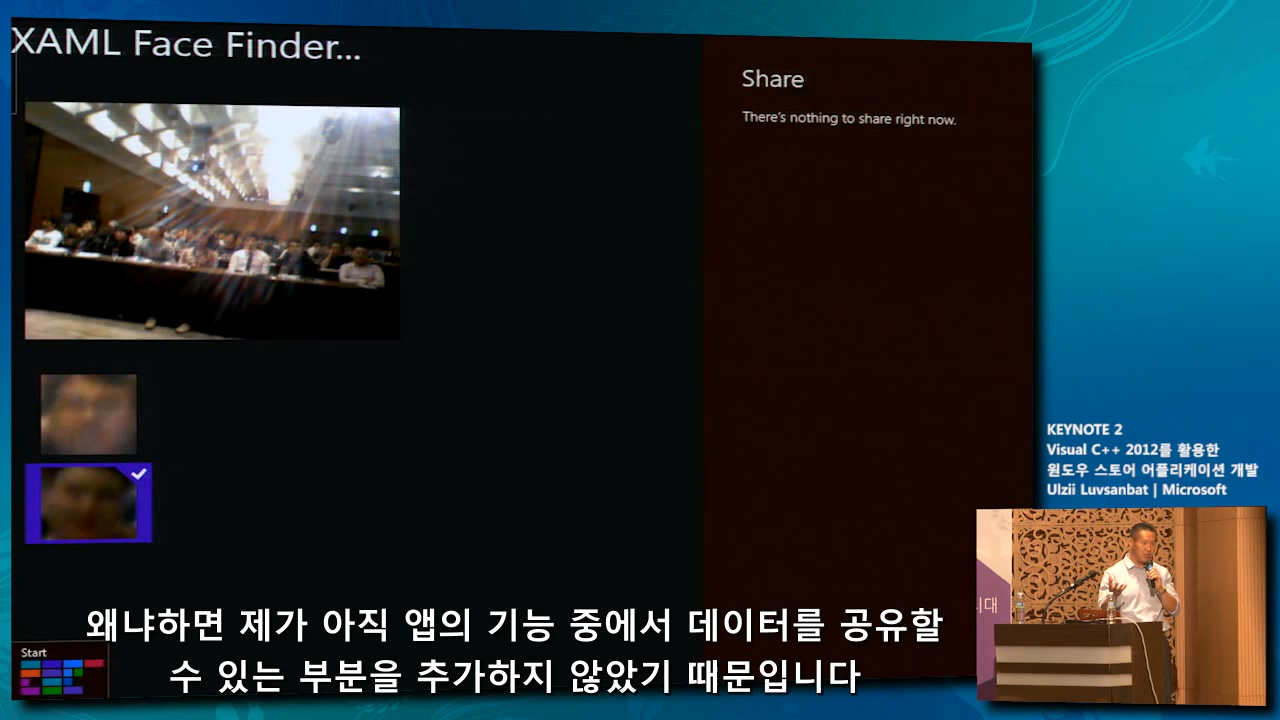 XAML Face Finder...
Share
There's nothing to share right now.
KEYNOTE 2
Visual C++ 2012를 활용한
윈도우 스토어 어플리케이션 개발
Ulzii Luvsanbat | Microsoft
시대
Start
왜냐하면 제가 아직 앱의 기능 중에서 데이터를 공유할
수 있는 부분을 추가하지 않았기 때문입니다